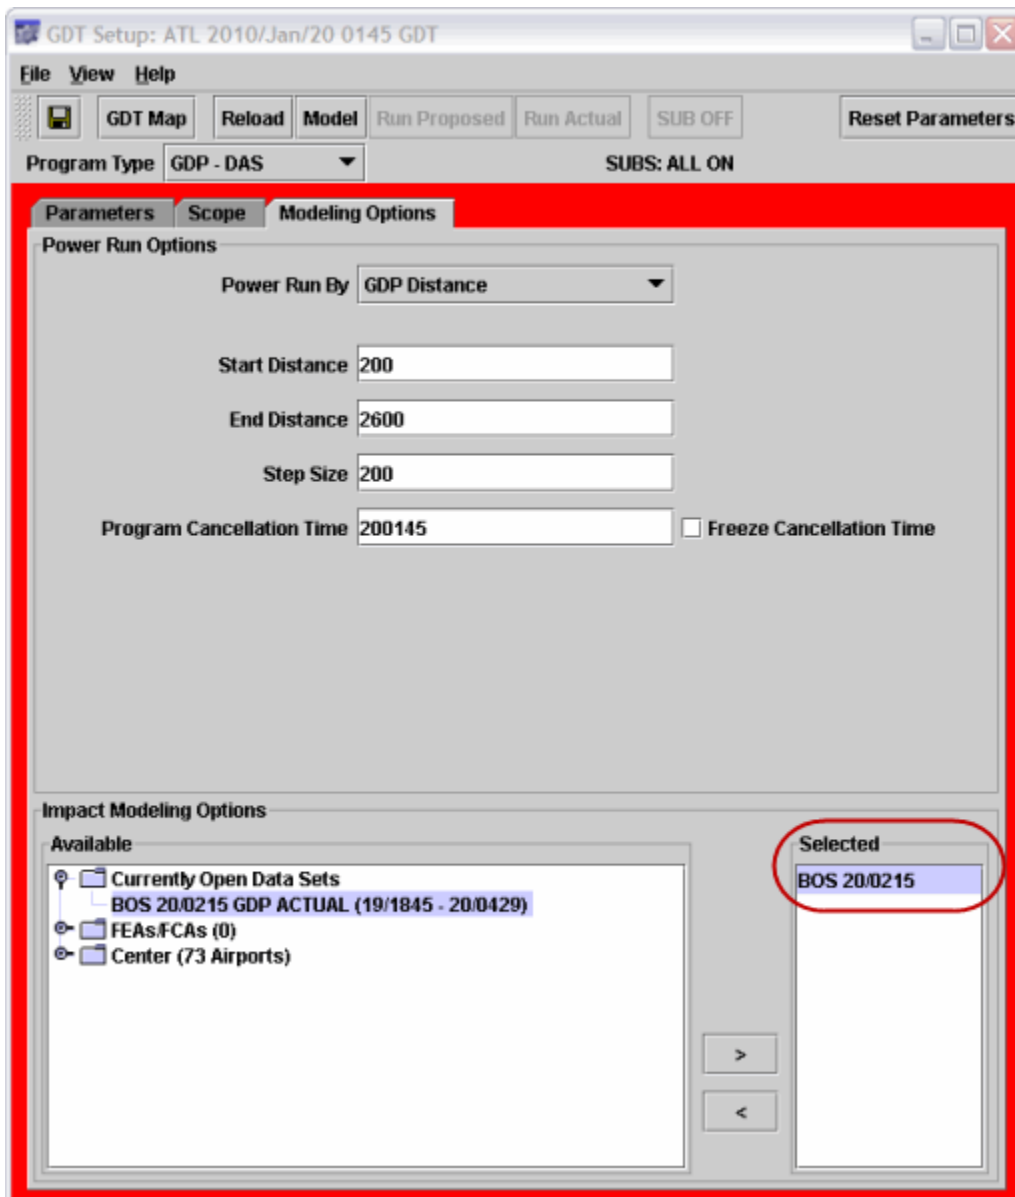 GDT Setup: ATL 2010/Jan/20 0145 GDT
File View Help
GDT Map Reload Model Run Proposed Run Actual SUB OFF Reset Parameters
Program Type GDP - DAS SUBS: ALL ON
Parameters Scope Modeling Options
Power Run Options
Power Run By GDP Distance
Start Distance 200
End Distance 2600
Step Size 200
Program Cancellation Time 200145 Freeze Cancellation Time
Impact Modeling Options
Available Selected
Currently Open Data Sets BOS 20/0215
BOS 20/0215 GDP ACTUAL (19/1845 - 20/0429)
FEAs/FCAs (0)
Center (73 Airports)
>
<